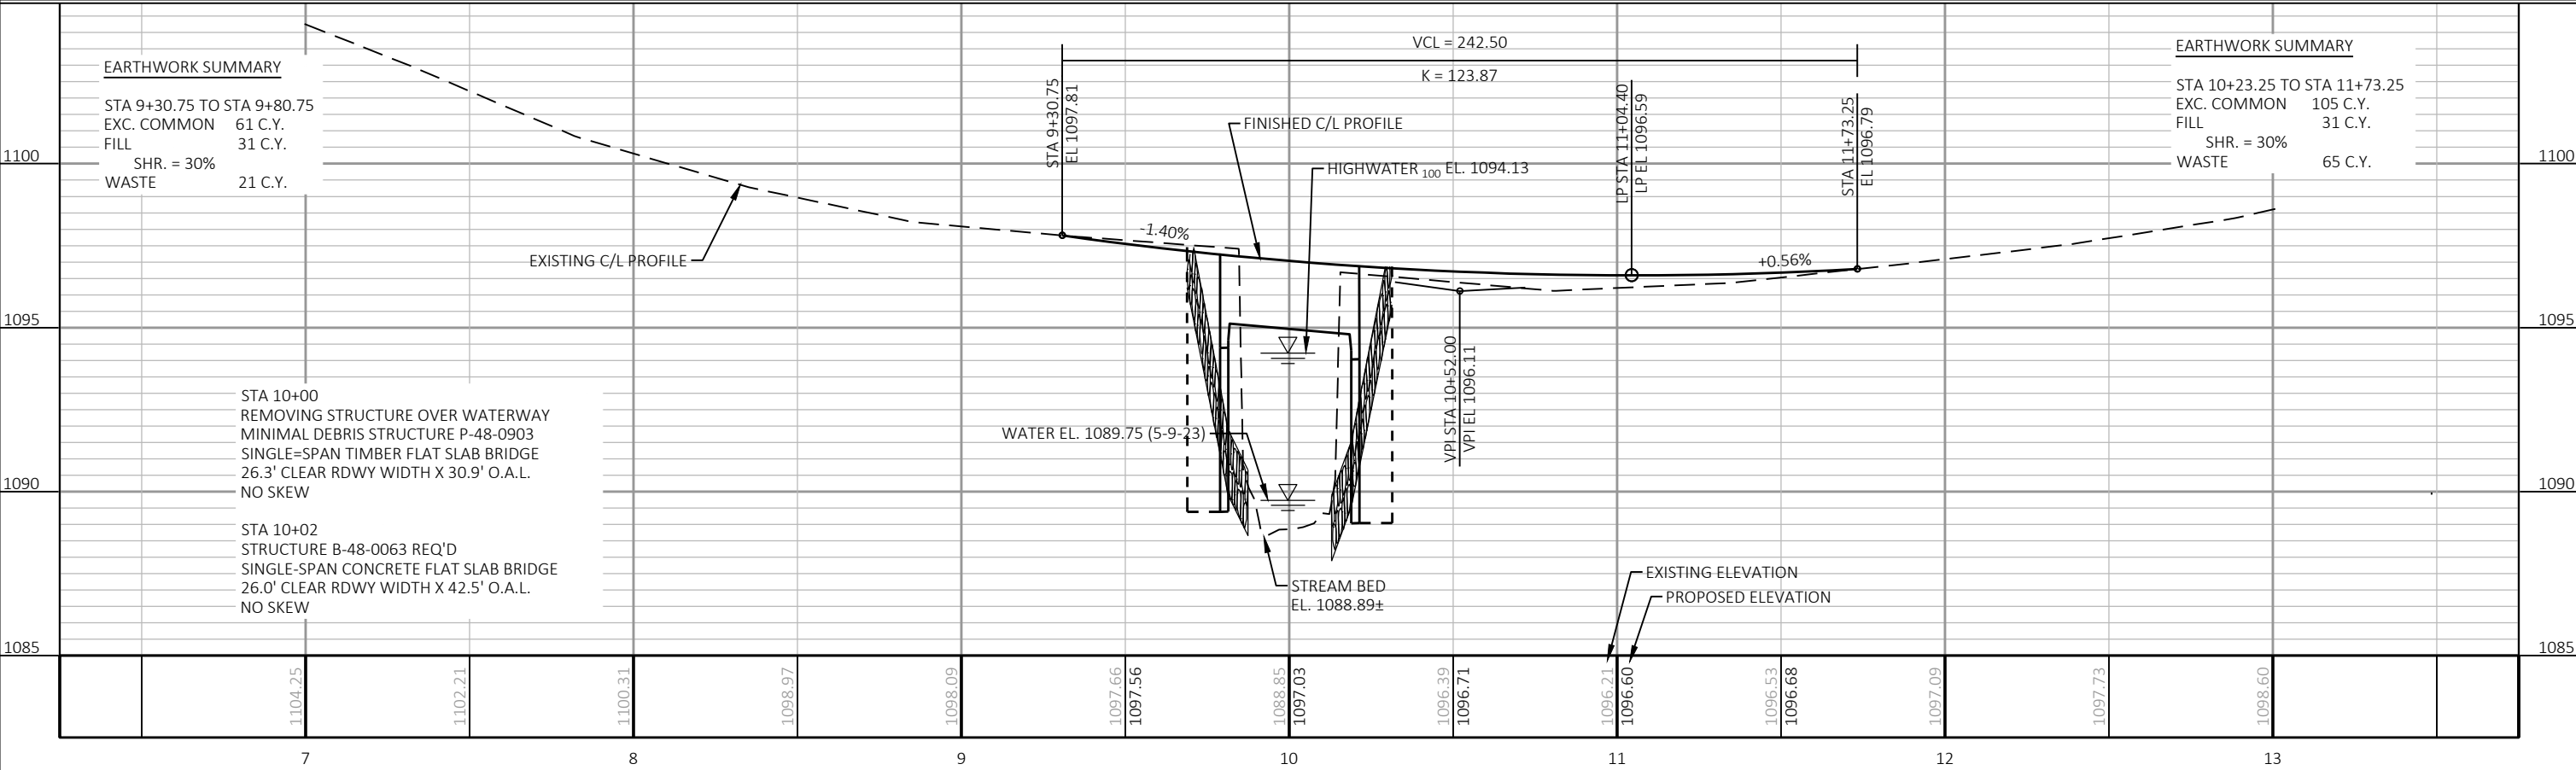 EARTHWORK SUMMARY
STA 9+30.75 TO STA 9+80.75
EXC. COMMON 61 C.Y.
FILL 31 C.Y.
SHR. = 30%
WASTE 21 C.Y.
VCL = 242.50
K = 123.87
STA 9+30.75
EL 1097.81
FINISHED C/L PROFILE
HIGHWATER 100 EL. 1094.13
LP STA 11+04.40
LP EL 1096.59
STA 11+73.25
EL 1096.79
EARTHWORK SUMMARY
STA 10+23.25 TO STA 11+73.25
EXC. COMMON 105 C.Y.
FILL 31 C.Y.
SHR. = 30%
WASTE 65 C.Y.
1100
1100
-1.40%
EXISTING C/L PROFILE
+0.56%
1095
1095
VPI STA 10+52.00
VPI EL 1096.11
STA 10+00
REMOVING STRUCTURE OVER WATERWAY
MINIMAL DEBRIS STRUCTURE P-48-0903
SINGLE=SPAN TIMBER FLAT SLAB BRIDGE
26.3' CLEAR RDWY WIDTH X 30.9' O.A.L.
NO SKEW
WATER EL. 1089.75 (5-9-23)
1090
1090
STA 10+02
STRUCTURE B-48-0063 REQ'D
SINGLE-SPAN CONCRETE FLAT SLAB BRIDGE
26.0' CLEAR RDWY WIDTH X 42.5' O.A.L.
NO SKEW
STREAM BED
EL. 1088.89±
EXISTING ELEVATION
PROPOSED ELEVATION
1085
1085
1104.25
1102.21
1100.31
1098.97
1098.09
1097.66
1097.56
1088.85
1097.03
1096.39
1096.71
1096.21
1096.60
1096.53
1096.68
1097.09
1097.73
1098.60
7 8 9 10 11 12 13